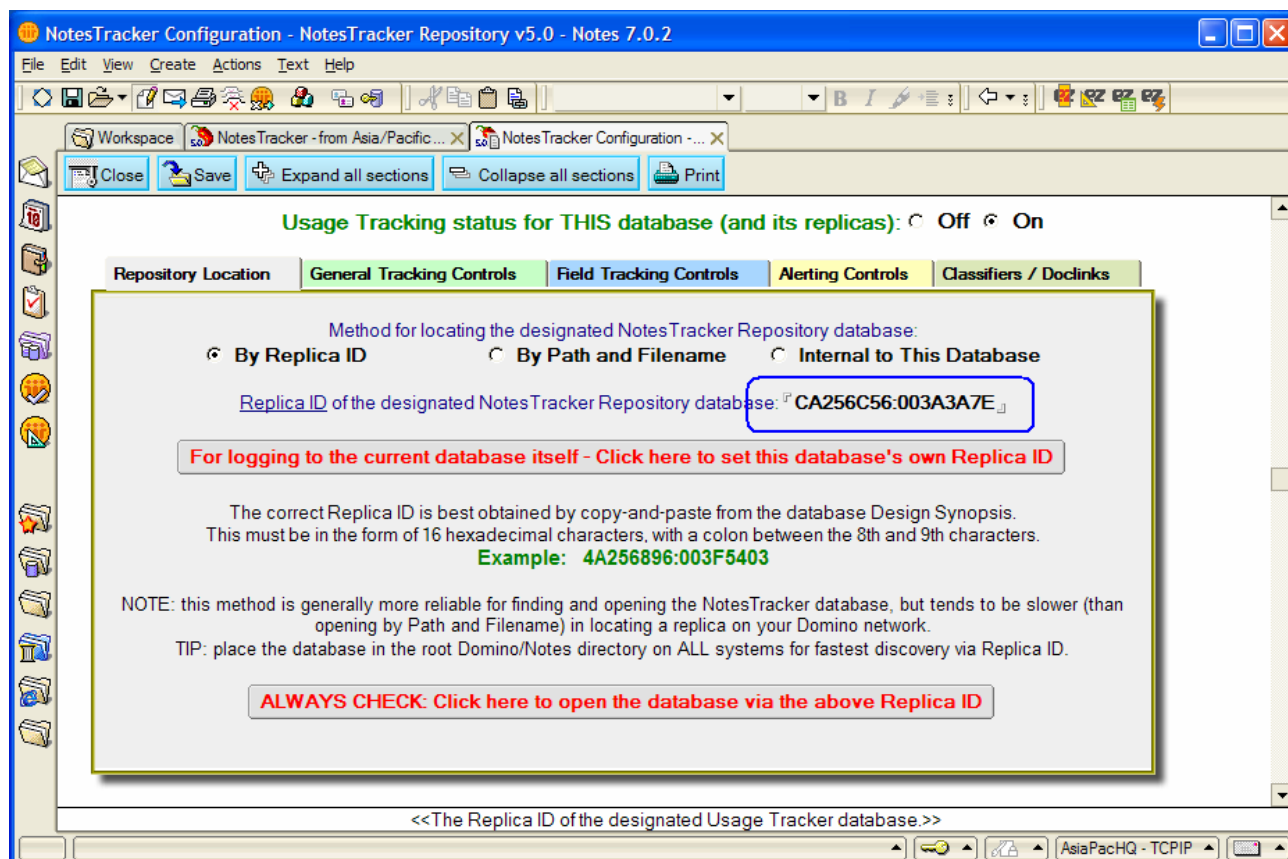 NotesTracker Configuration - NotesTracker Repository v5.0 - Notes 7.0.2
File Edit View Create Actions Text Help
B I
Workspace NotesTracker - from Asia/Pacific... NotesTracker Configuration -...
Close Save Expand all sections Collapse all sections Print
Usage Tracking status for THIS database (and its replicas): Off On
Repository Location General Tracking Controls Field Tracking Controls Alerting Controls Classifiers / Doclinks
Method for locating the designated NotesTracker Repository database:
By Replica ID By Path and Filename Internal to This Database
Replica ID of the designated NotesTracker Repository database: CA256C56:003A3A7E
For logging to the current database itself - Click here to set this database's own Replica ID
The correct Replica ID is best obtained by copy-and-paste from the database Design Synopsis.
This must be in the form of 16 hexadecimal characters, with a colon between the 8th and 9th characters.
Example: 4A256896:003F5403
NOTE: this method is generally more reliable for finding and opening the NotesTracker database, but tends to be slower (than
opening by Path and Filename) in locating a replica on your Domino network.
TIP: place the database in the root Domino/Notes directory on ALL systems for fastest discovery via Replica ID.
ALWAYS CHECK: Click here to open the database via the above Replica ID
<<The Replica ID of the designated Usage Tracker database.>>
AsiaPacHQ - TCPIP